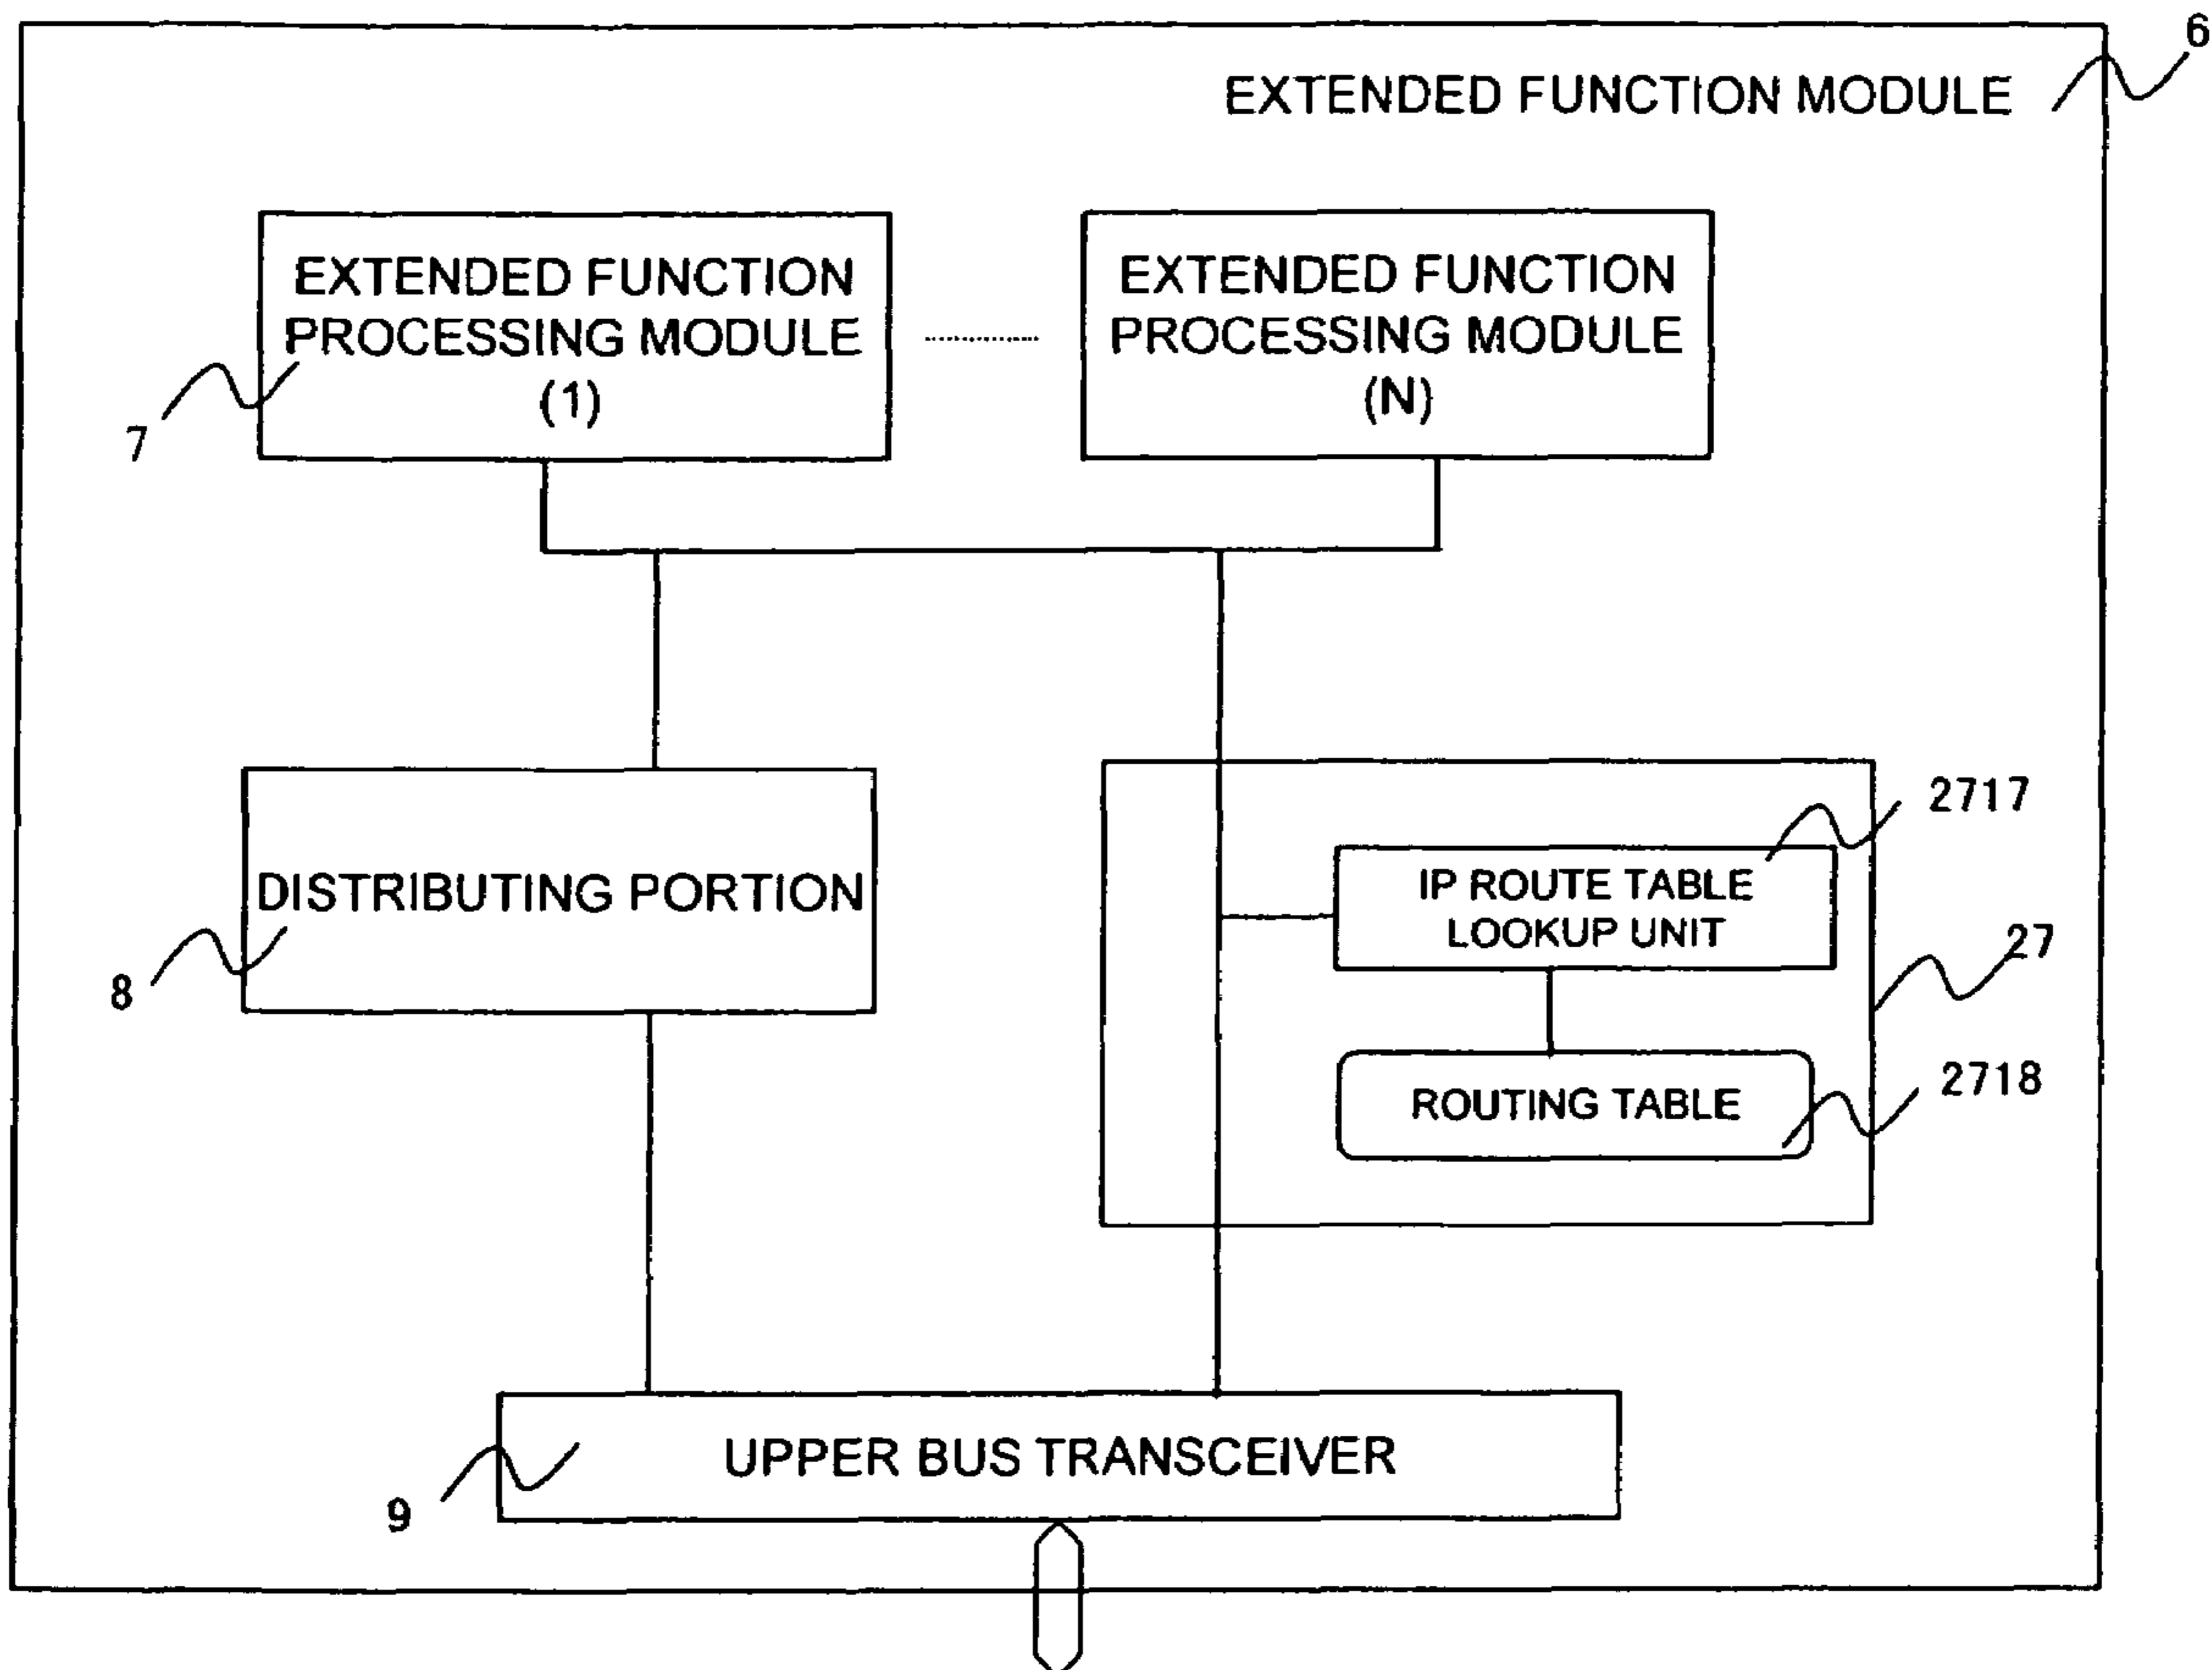 6
EXTENDED FUNCTION MODULE
EXTENDED FUNCTION
PROCESSING MODULE
(1)
EXTENDED FUNCTION
PROCESSING MODULE
(N)
7
2717
IP ROUTE TABLE
LOOKUP UNIT
DISTRIBUTING PORTION
27
8
2718
ROUTING TABLE
UPPER BUS TRANSCEIVER
9